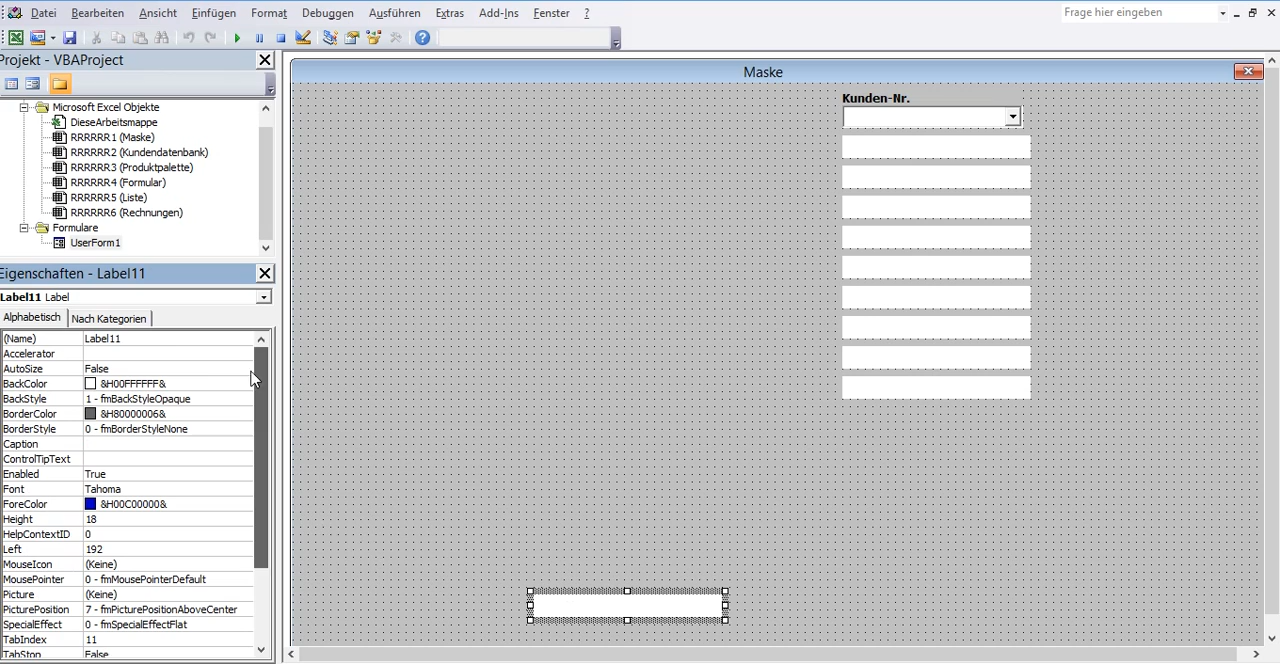 Datei Bearbeiten Ansicht Einfügen Format Debuggen Ausführen Extras Add-Ins Fenster ? Frage hier eingeben
Projekt - VBAProject
Microsoft Excel Objekte
DieseArbeitsmappe
RRRRRR1 (Maske)
RRRRRR2 (Kundendatenbank)
RRRRRR3 (Produktpalette)
RRRRRR4 (Formular)
RRRRRR5 (Liste)
RRRRRR6 (Rechnungen)
Formulare
UserForm1
Eigenschaften - Label11
Label11 Label
Alphabetisch Nach Kategorien
(Name) Label11
Accelerator
AutoSize False
BackColor &H00FFFFFF&
BackStyle 1 - fmBackStyleOpaque
BorderColor &H80000006&
BorderStyle 0 - fmBorderStyleNone
Caption
ControlTipText
Enabled True
Font Tahoma
ForeColor &H00C00000&
Height 18
HelpContextID 0
Left 192
MouseIcon (Keine)
MousePointer 0 - fmMousePointerDefault
Picture (Keine)
PicturePosition 7 - fmPicturePositionAboveCenter
SpecialEffect 0 - fmSpecialEffectFlat
TabIndex 11
TabStop False
Maske
Kunden-Nr.